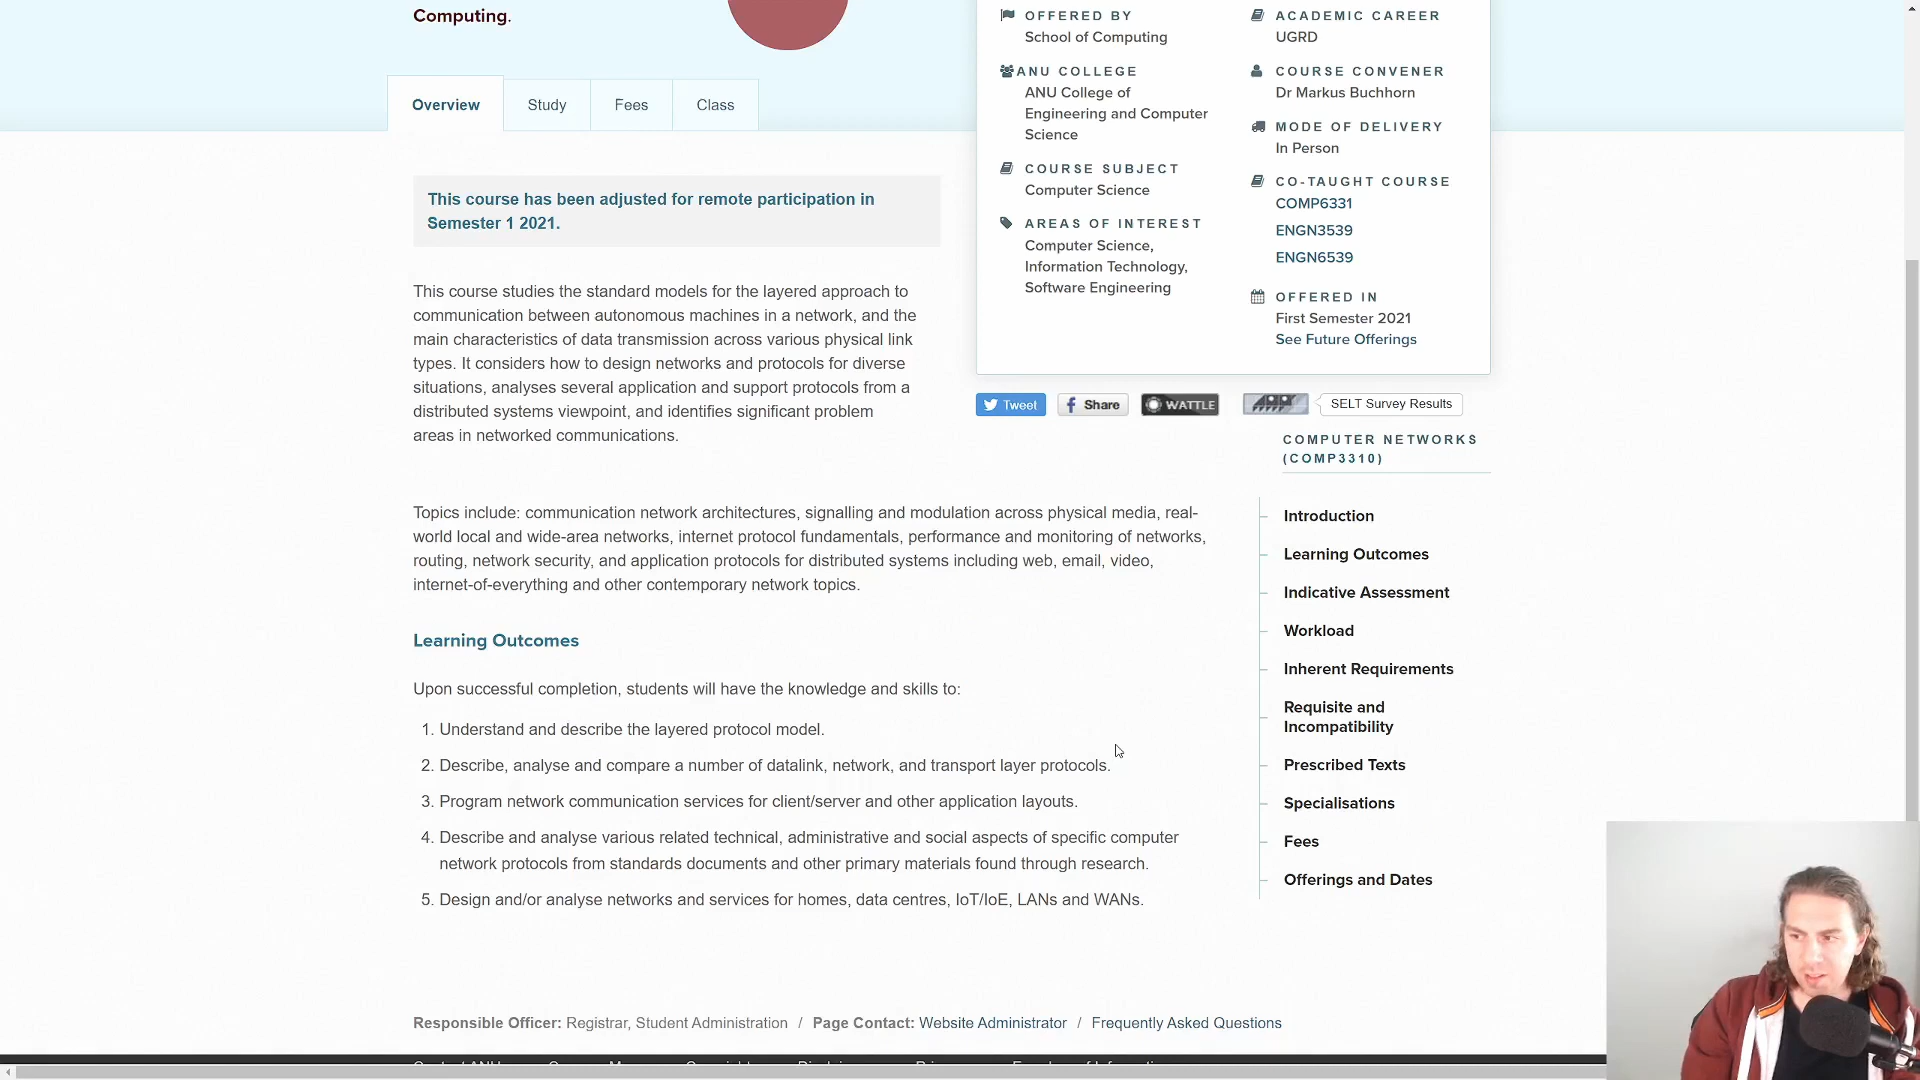 Computing.
Overview
Study
Fees
Class
This course has been adjusted for remote participation in
Semester 1 2021.
This course studies the standard models for the layered approach to
communication between autonomous machines in a network, and the
main characteristics of data transmission across various physical link
types. It considers how to design networks and protocols for diverse
situations, analyses several application and support protocols from a
distributed systems viewpoint, and identifies significant problem
areas in networked communications.
OFFERED BY
School of Computing
ANU COLLEGE
ANU College of
Engineering and Computer
Science
COURSE SUBJECT
Computer Science
AREAS OF INTEREST
Computer Science,
Information Technology,
Software Engineering
ACADEMIC CAREER
UGRD
COURSE CONVENER
Dr Markus Buchhorn
MODE OF DELIVERY
In Person
CO-TAUGHT COURSE
COMP6331
ENGN3539
ENGN6539
OFFERED IN
First Semester 2021
See Future Offerings
Tweet
Share
WATTLE
SELT Survey Results
Topics include: communication network architectures, signalling and modulation across physical media, real-
world local and wide-area networks, internet protocol fundamentals, performance and monitoring of networks,
routing, network security, and application protocols for distributed systems including web, email, video,
internet-of-everything and other contemporary network topics.
Learning Outcomes
Upon successful completion, students will have the knowledge and skills to:
1. Understand and describe the layered protocol model.
2. Describe, analyse and compare a number of datalink, network, and transport layer protocols.
3. Program network communication services for client/server and other application layouts.
4. Describe and analyse various related technical, administrative and social aspects of specific computer
network protocols from standards documents and other primary materials found through research.
5. Design and/or analyse networks and services for homes, data centres, IoT/IoE, LANs and WANs.
COMPUTER NETWORKS
(COMP3310)
Introduction
Learning Outcomes
Indicative Assessment
Workload
Inherent Requirements
Requisite and
Incompatibility
Prescribed Texts
Specialisations
Fees
Offerings and Dates
Responsible Officer: Registrar, Student Administration / Page Contact: Website Administrator / Frequently Asked Questions